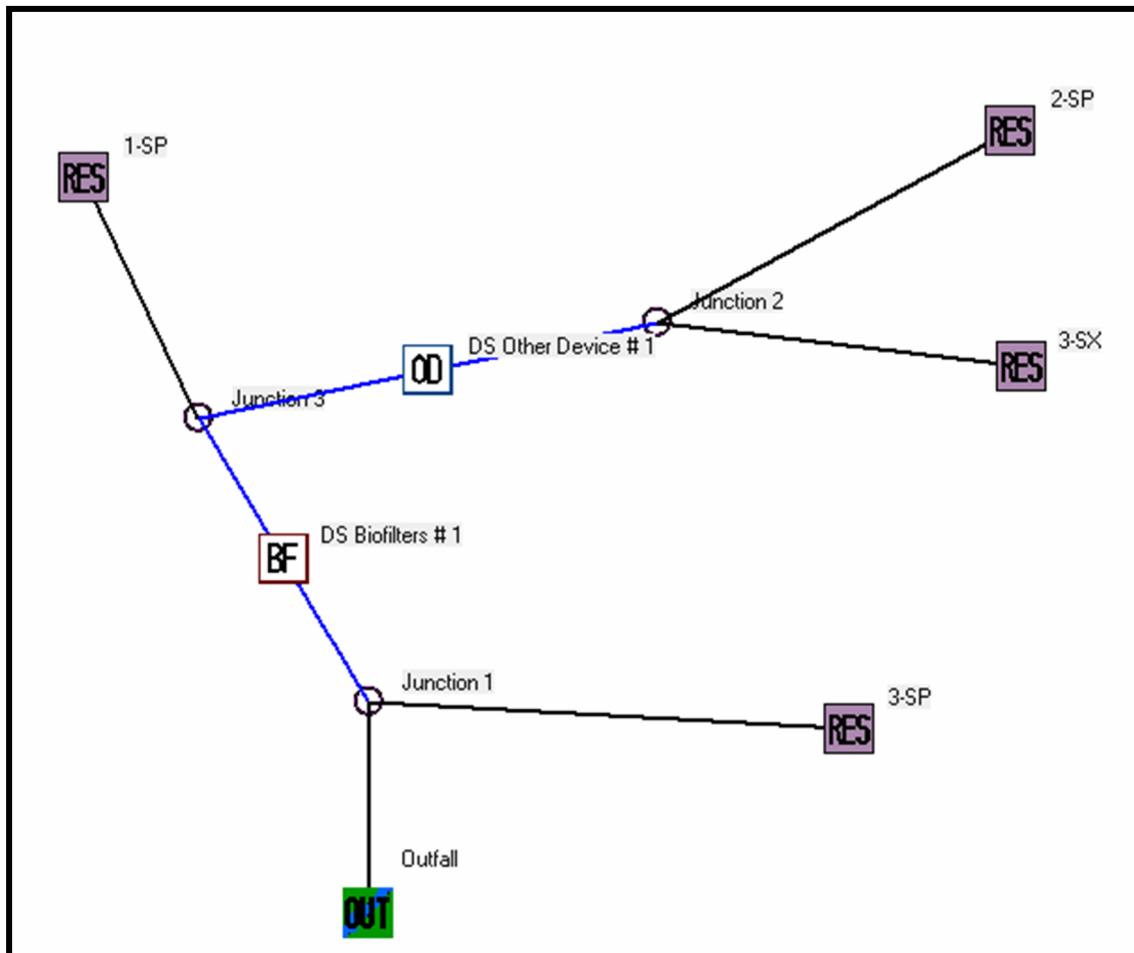 2-SP
RES
1-SP
RES
Junction 2
DS Other Device # 1
3-SX
OD
RES
Junction 3
DS Biofilters # 1
BF
Junction 1
3-SP
RES
Outfall
OUT